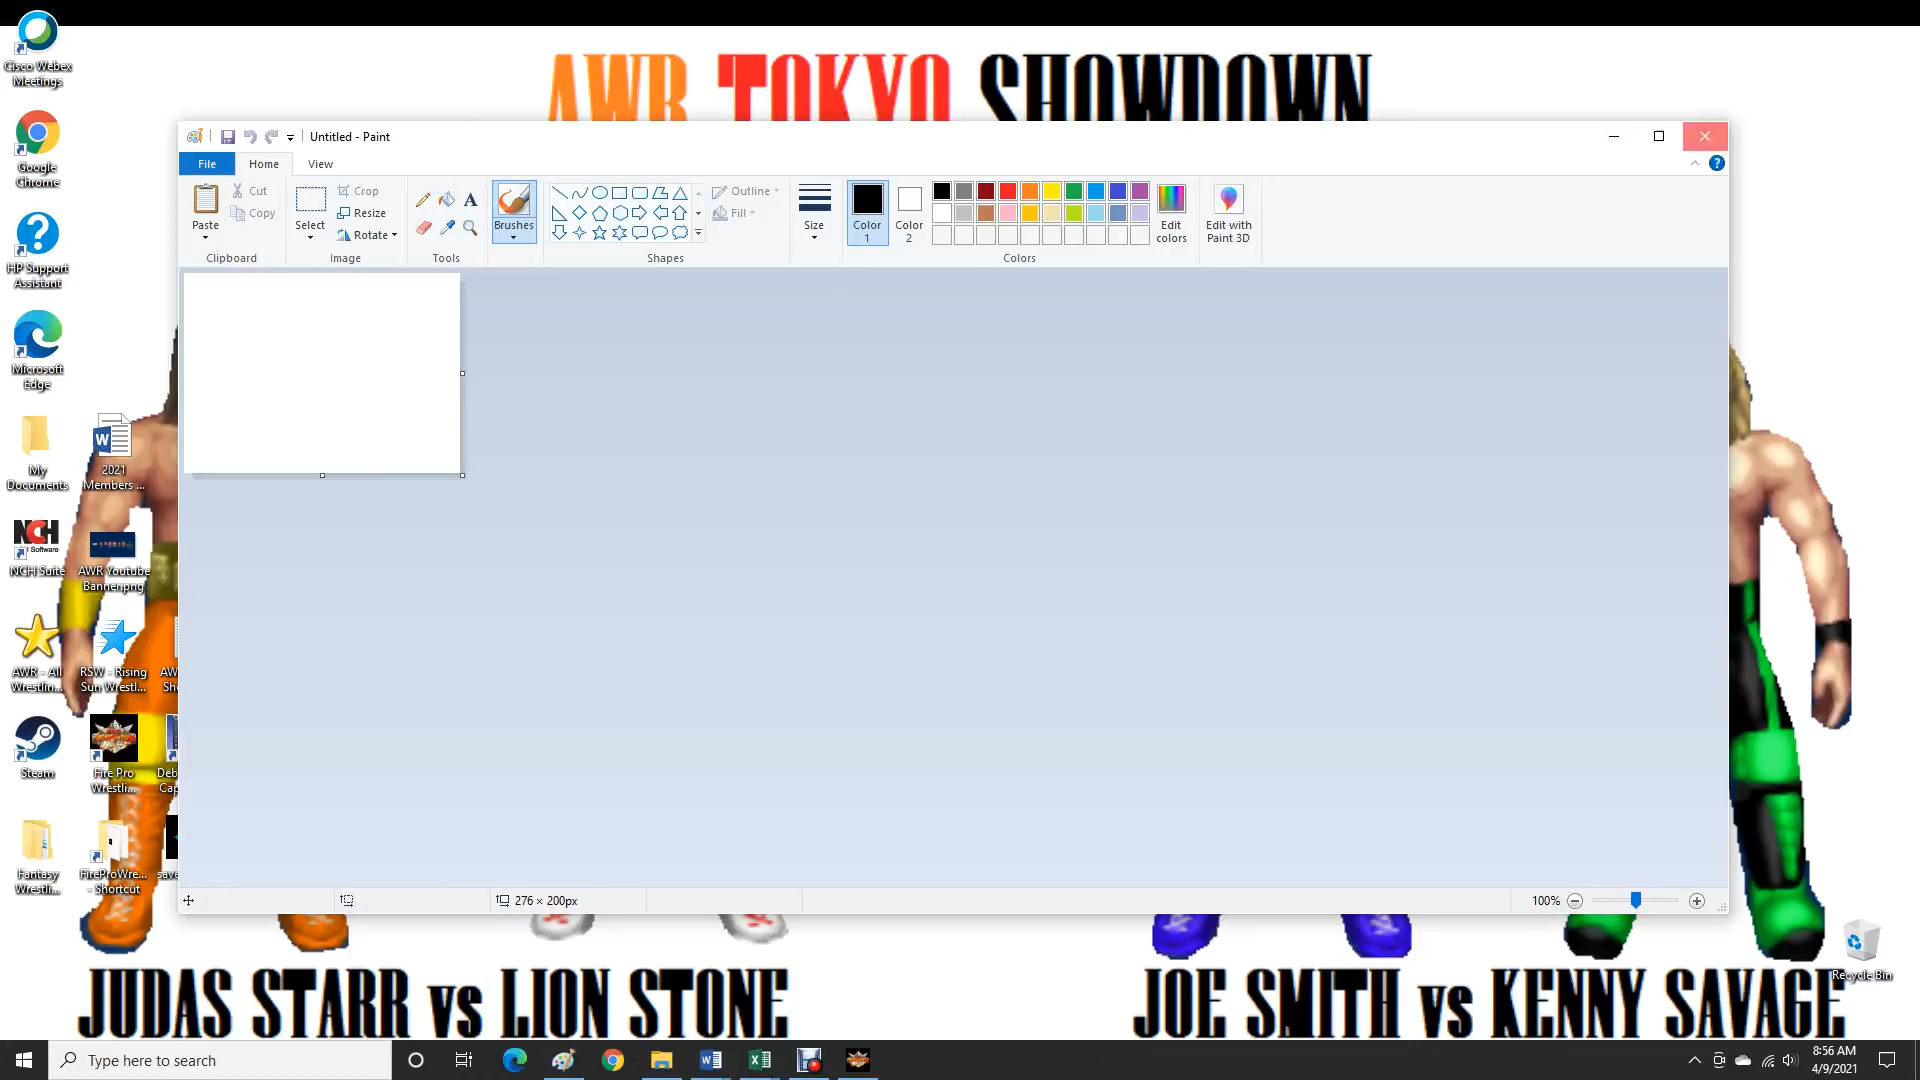 AWR TOKYO SHOWDOWN
Cisco Webex
Meetings
Google
Chrome
HP Support
Assistant
Microsoft
Edge
My
Documents
2021
Members ...
NCH
Software
NCH Suite
AWR Youtube
Banner.png
AWR - All
Wrestlin...
RSW - Rising
Sun Wrestl...
Steam
Fire Pro
Wrestli...
Fantasy
Wrestli...
FireProWre...
- Shortcut
Untitled - Paint
File
Home
View
Paste
Cut
Copy
Clipboard
Select
Crop
Resize
Rotate
Image
Tools
Brushes
Outline
Fill
Shapes
Size
Color
1
Color
2
Edit
colors
Colors
Edit with
Paint 3D
276 × 200px
100%
JUDAS STARR vs LION STONE
JOE SMITH vs KENNY SAVAGE
Recycle Bin
Type here to search
8:56 AM
4/9/2021